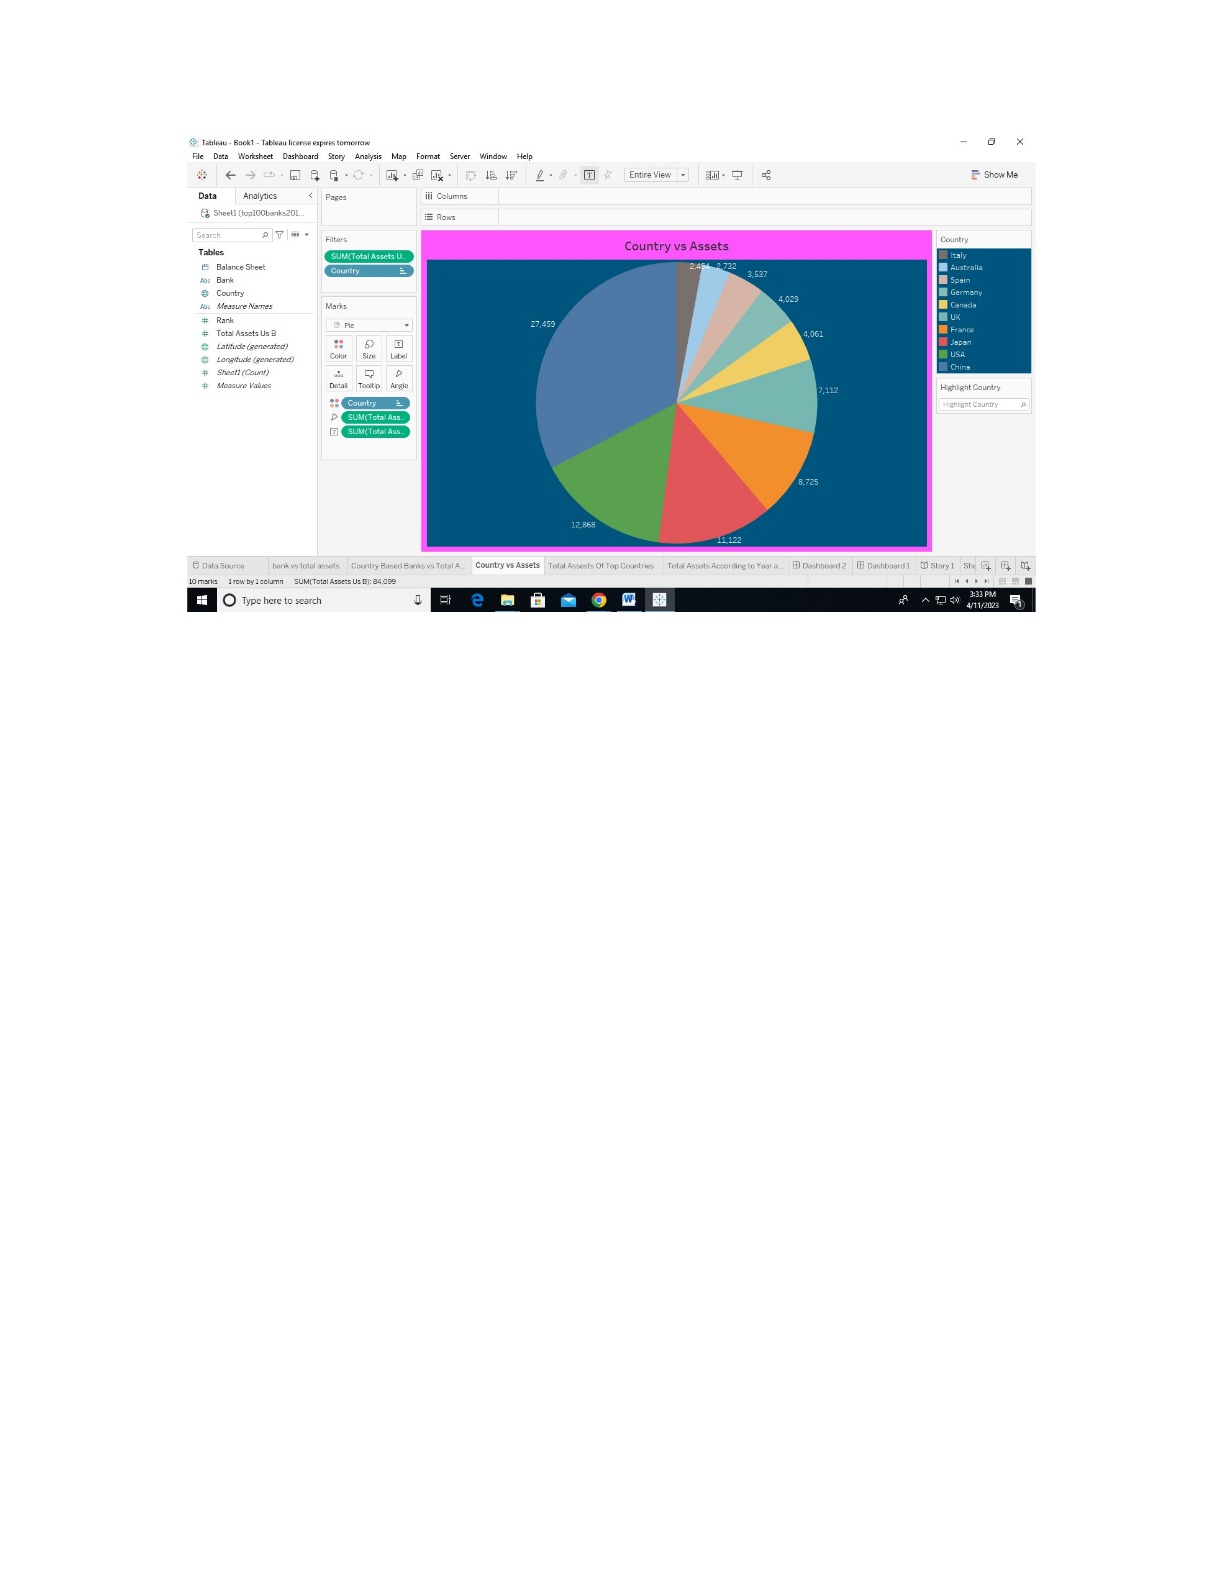 Tableau - Book1 - Tableau license expires tomorrow
File Data Worksheet Dashboard Story Analysis Map Format Server Window Help
Entire View
Show Me
Data Analytics
Sheet1 (top100banks201...
Search
Tables
Balance Sheet
Abc Bank
Country
Abc Measure Names
# Rank
# Total Assets Us B
Latitude (generated)
Longitude (generated)
# Sheet1 (Count)
# Measure Values
Pages
Filters
SUM(Total Assets U..
Country
Marks
Pie
Color Size Label
Detail Tooltip Angle
Country
SUM(Total Ass..
SUM(Total Ass..
Columns
Rows
Country vs Assets
2,454
2,732
3,537
4,029
4,061
7,112
8,725
11,122
12,868
27,459
Country
Italy
Australia
Spain
Germany
Canada
UK
France
Japan
USA
China
Highlight Country
Highlight Country
Data Source bank vs total assets Country Based Banks vs Total A... Country vs Assets Total Assests Of Top Countries Total Assets According to Year a... Dashboard 2 Dashboard 1 Story 1 She
10 marks 1 row by 1 column SUM(Total Assets Us B): 84,099
Type here to search
3:33 PM
4/11/2023
1